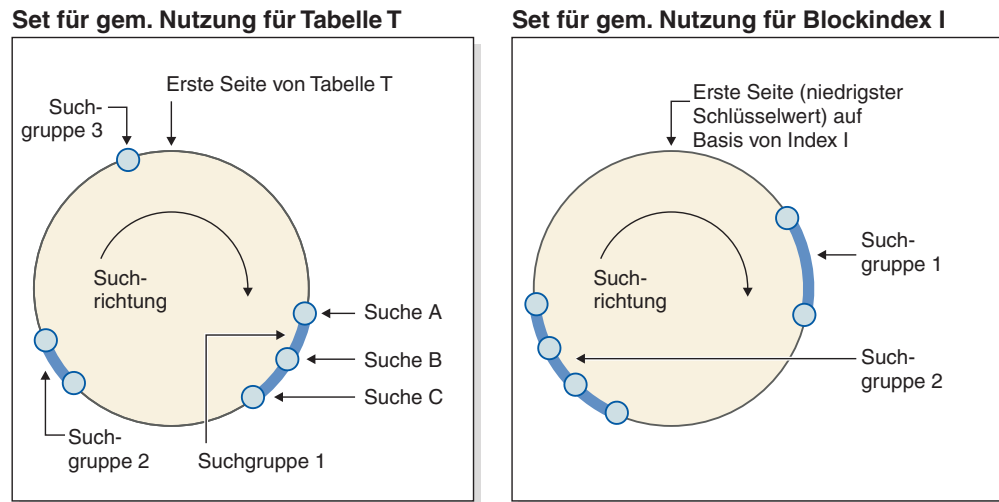 Set für gem. Nutzung für Tabelle T
Erste Seite von Tabelle T
Such-
gruppe 3
Such-
richtung
Suche A
Suche B
Suche C
Such-
gruppe 2
Suchgruppe 1
Set für gem. Nutzung für Blockindex I
Erste Seite (niedrigster
Schlüsselwert) auf
Basis von Index I
Such-
gruppe 1
Such-
richtung
Such-
gruppe 2